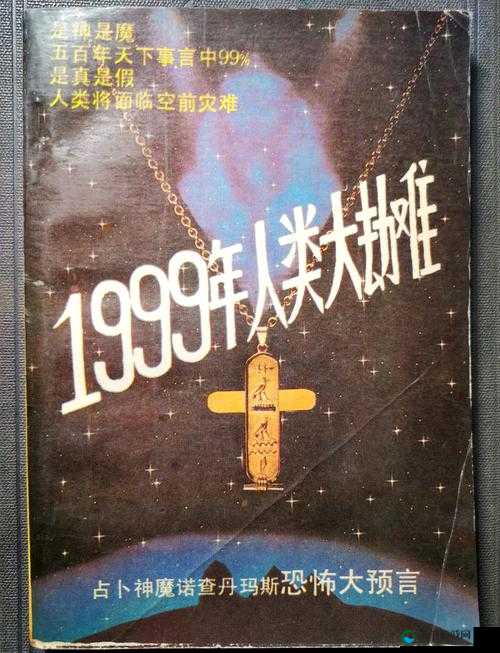 是神是魔
五百年天下事言中99%
是真是假
人类将面临空前灾难
1999年人类大劫难
占卜神魔诺查丹玛斯恐怖大预言